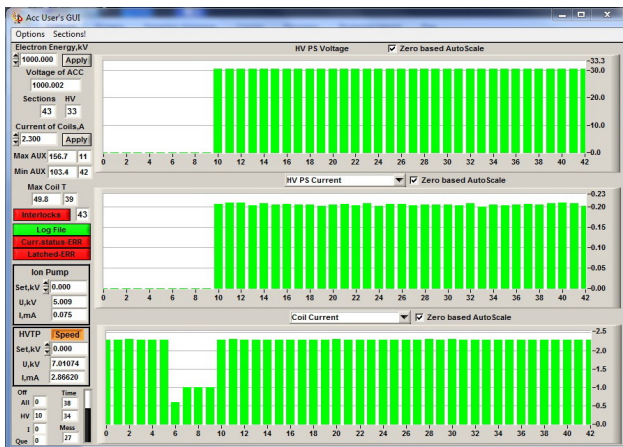 Acc User's GUI
Options Sections!
Electron Energy,kV
1000.000 Apply
Voltage of ACC
1000.002
Sections HV
43 33
Current of Coils,A
2.300 Apply
Max AUX 156.7 11
Min AUX 103.4 42
Max Coil T
49.8 39
Interlocks 43
Log File
Curr.status-ERR
Latched-ERR
Ion Pump
Set,kV 0.000
U,kV 5.009
I,mA 0.075
HVTP Speed
Set,kV 0.000
U,kV 7.01074
I,mA 2.86620
Off Time
All 0 38
HV 10 34
I 0 Mess
Que 0 27
HV PS Voltage Zero based AutoScale
-33.3
-30.0
-20.0
-10.0
-0.0
0 2 4 6 8 10 12 14 16 18 20 22 24 26 28 30 32 34 36 38 40 42
HV PS Current Zero based AutoScale
-0.23
-0.20
-0.15
-0.10
-0.05
-0.00
0 2 4 6 8 10 12 14 16 18 20 22 24 26 28 30 32 34 36 38 40 42
Coil Current Zero based AutoScale
-2.5
-2.0
-1.5
-1.0
-0.5
-0.0
0 2 4 6 8 10 12 14 16 18 20 22 24 26 28 30 32 34 36 38 40 42